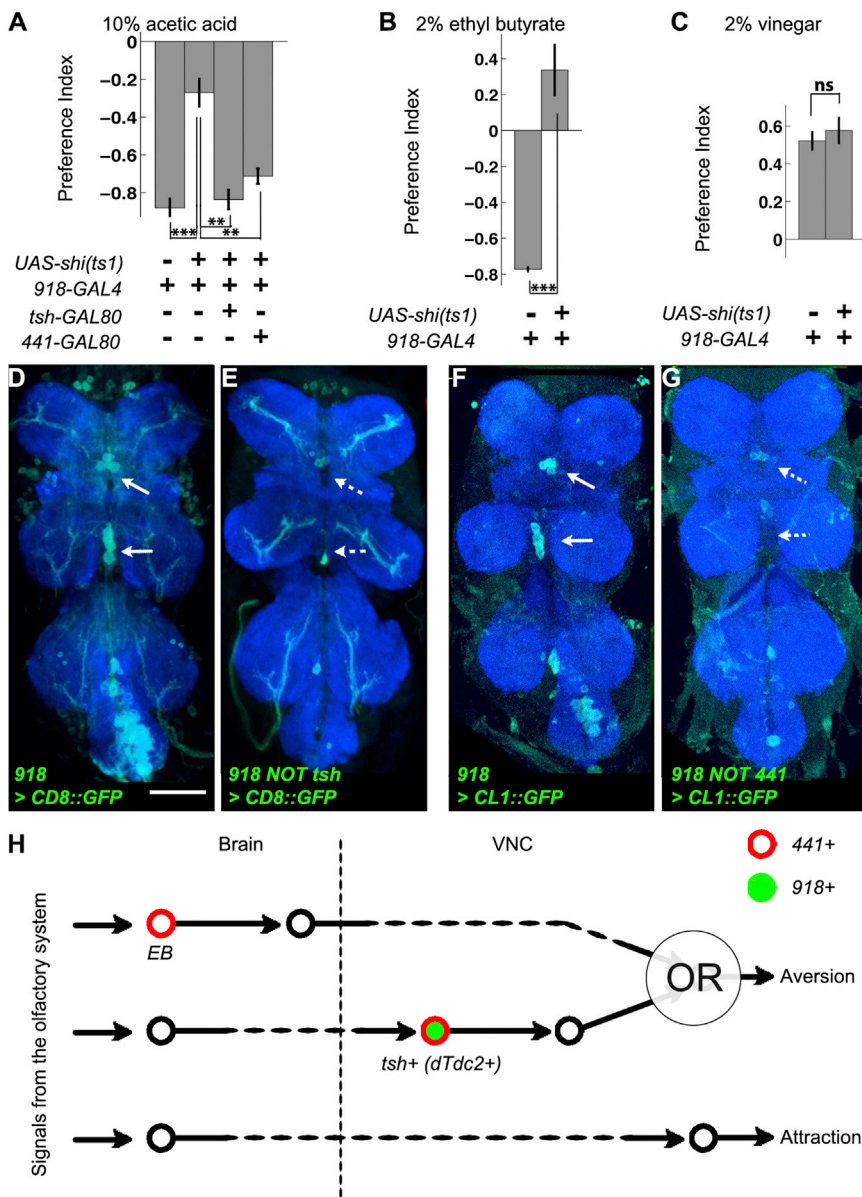 A
10% acetic acid
Preference Index
0
−0.2
−0.4
−0.6
−0.8
***
**
**
UAS-shi(ts1) - + + +
918-GAL4 + + + +
tsh-GAL80 - - + -
441-GAL80 - - - +
B
2% ethyl butyrate
Preference Index
0.4
0.2
0
−0.2
−0.4
−0.6
−0.8
***
UAS-shi(ts1) - +
918-GAL4 + +
C
2% vinegar
Preference Index
ns
0.6
0.4
0.2
0
UAS-shi(ts1) - +
918-GAL4 + +
D
918
> CD8::GFP
E
918 NOT tsh
> CD8::GFP
F
918
> CL1::GFP
G
918 NOT 441
> CL1::GFP
H
Brain
VNC
441+
918+
Signals from the olfactory system
EB
OR
Aversion
tsh+ (dTdc2+)
Attraction